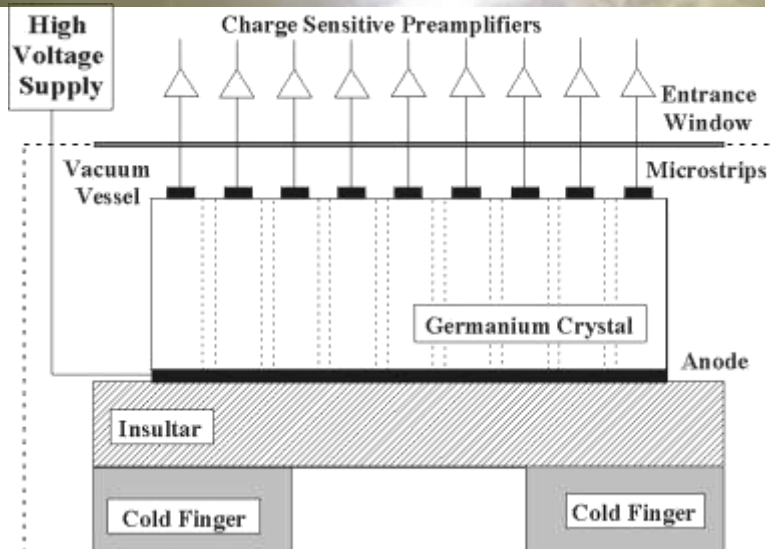 High
Voltage
Supply
Charge Sensitive Preamplifiers
Entrance
Window
Vacuum
Vessel
Microstrips
Germanium Crystal
Anode
Insultar
Cold Finger
Cold Finger